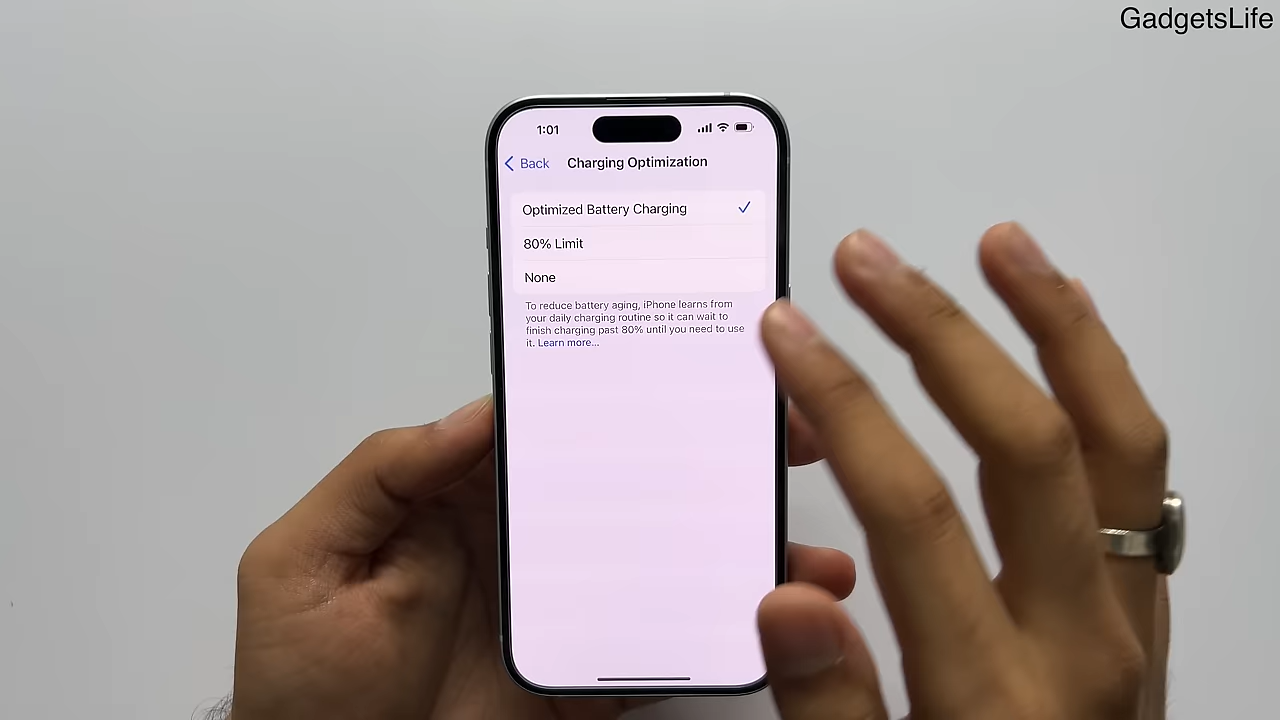 GadgetsLife
1:01
Back
Charging Optimization
Optimized Battery Charging
80% Limit
None
To reduce battery aging, iPhone learns from
your daily charging routine so it can wait to
finish charging past 80% until you need to use
it. Learn more...